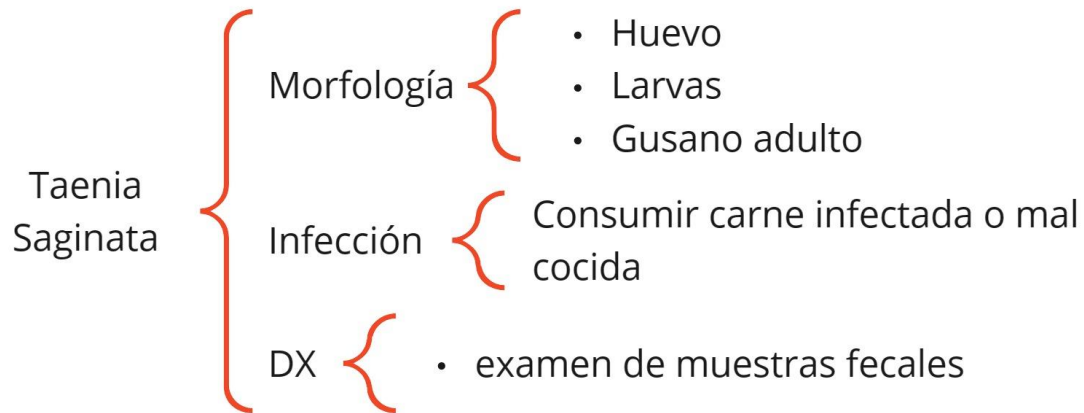 Taenia
Saginata
Morfología
• Huevo
• Larvas
• Gusano adulto
Infección
Consumir carne infectada o mal
cocida
DX
• examen de muestras fecales